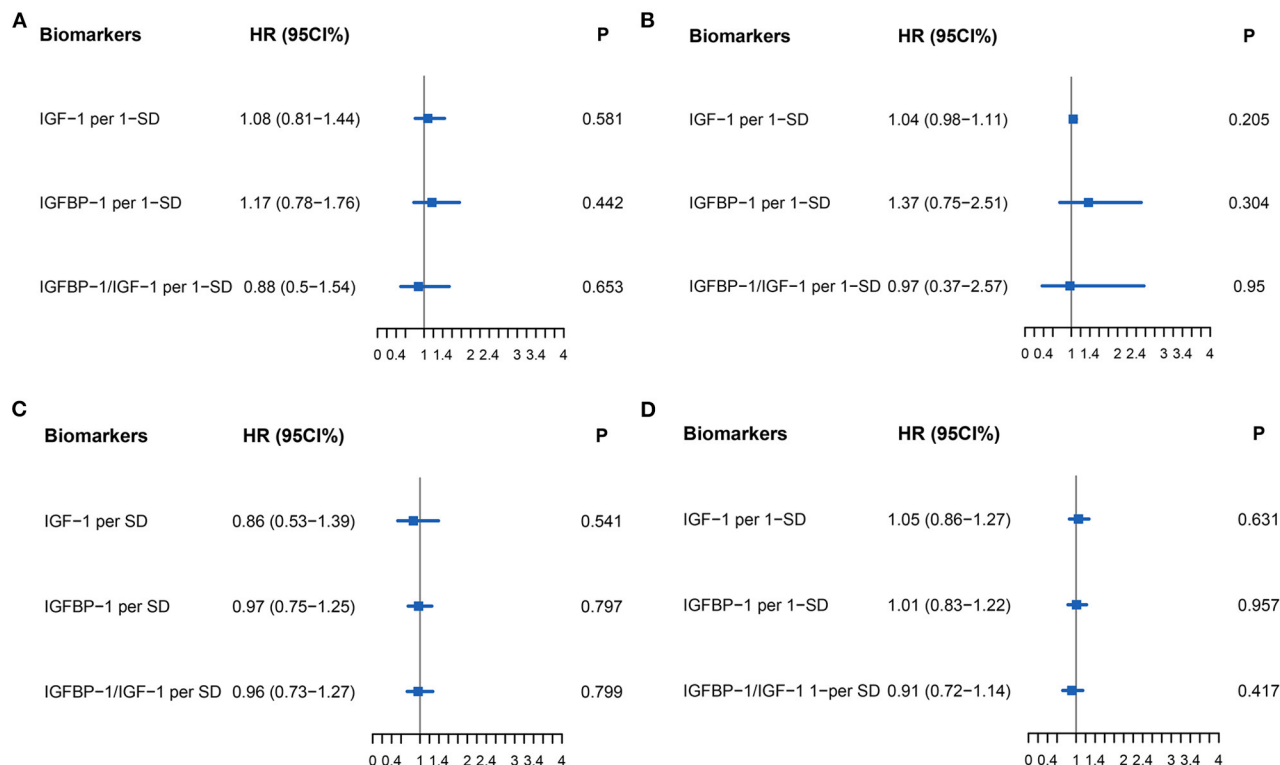 A
Biomarkers HR (95CI%) P
IGF−1 per 1−SD 1.08 (0.81−1.44) 0.581
IGFBP−1 per 1−SD 1.17 (0.78−1.76) 0.442
IGFBP−1/IGF−1 per 1−SD 0.88 (0.5−1.54) 0.653
0 0.4 1 1.4 2 2.4 3 3.4 4
B
Biomarkers HR (95CI%) P
IGF−1 per 1−SD 1.04 (0.98−1.11) 0.205
IGFBP−1 per 1−SD 1.37 (0.75−2.51) 0.304
IGFBP−1/IGF−1 per 1−SD 0.97 (0.37−2.57) 0.95
0 0.4 1 1.4 2 2.4 3 3.4 4
C
Biomarkers HR (95CI%) P
IGF−1 per SD 0.86 (0.53−1.39) 0.541
IGFBP−1 per SD 0.97 (0.75−1.25) 0.797
IGFBP−1/IGF−1 per SD 0.96 (0.73−1.27) 0.799
0 0.4 1 1.4 2 2.4 3 3.4 4
D
Biomarkers HR (95CI%) P
IGF−1 per 1−SD 1.05 (0.86−1.27) 0.631
IGFBP−1 per 1−SD 1.01 (0.83−1.22) 0.957
IGFBP−1/IGF−1 1−per SD 0.91 (0.72−1.14) 0.417
0 0.4 1 1.4 2 2.4 3 3.4 4